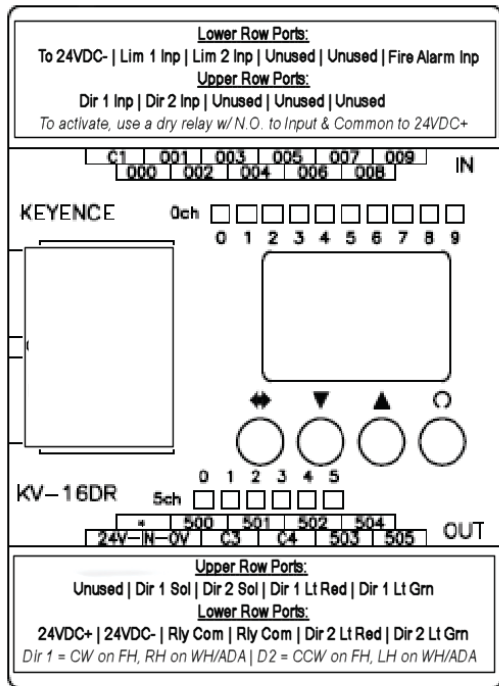 Lower Row Ports:
To 24VDC- | Lim 1 Inp | Lim 2 Inp | Unused | Unused | Fire Alarm Inp
Upper Row Ports:
Dir 1 Inp | Dir 2 Inp | Unused | Unused | Unused
To activate, use a dry relay w/ N.O. to Input & Common to 24VDC+
C1 001 003 005 007 009
000 002 004 006 008 IN
KEYENCE 0ch
0 1 2 3 4 5 6 7 8 9
0 1 2 3 4 5
KV-16DR 5ch
* 500 501 502 504 OUT
24V-IN-0V C3 C4 503 505
Upper Row Ports:
Unused | Dir 1 Sol | Dir 2 Sol | Dir 1 Lt Red | Dir 1 Lt Grn
Lower Row Ports:
24VDC+ | 24VDC- | Rly Com | Rly Com | Dir 2 Lt Red | Dir 2 Lt Grn
Dir 1 = CW on FH, RH on WH/ADA | D2 = CCW on FH, LH on WH/ADA